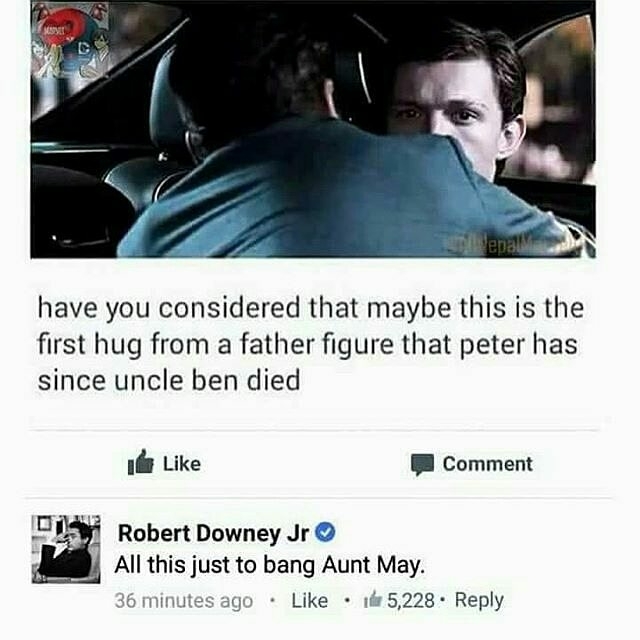 MARVEL
have you considered that maybe this is the
first hug from a father figure that peter has
since uncle ben died
Like
Comment
Robert Downey Jr
All this just to bang Aunt May.
36 minutes ago · Like · 5,228 · Reply